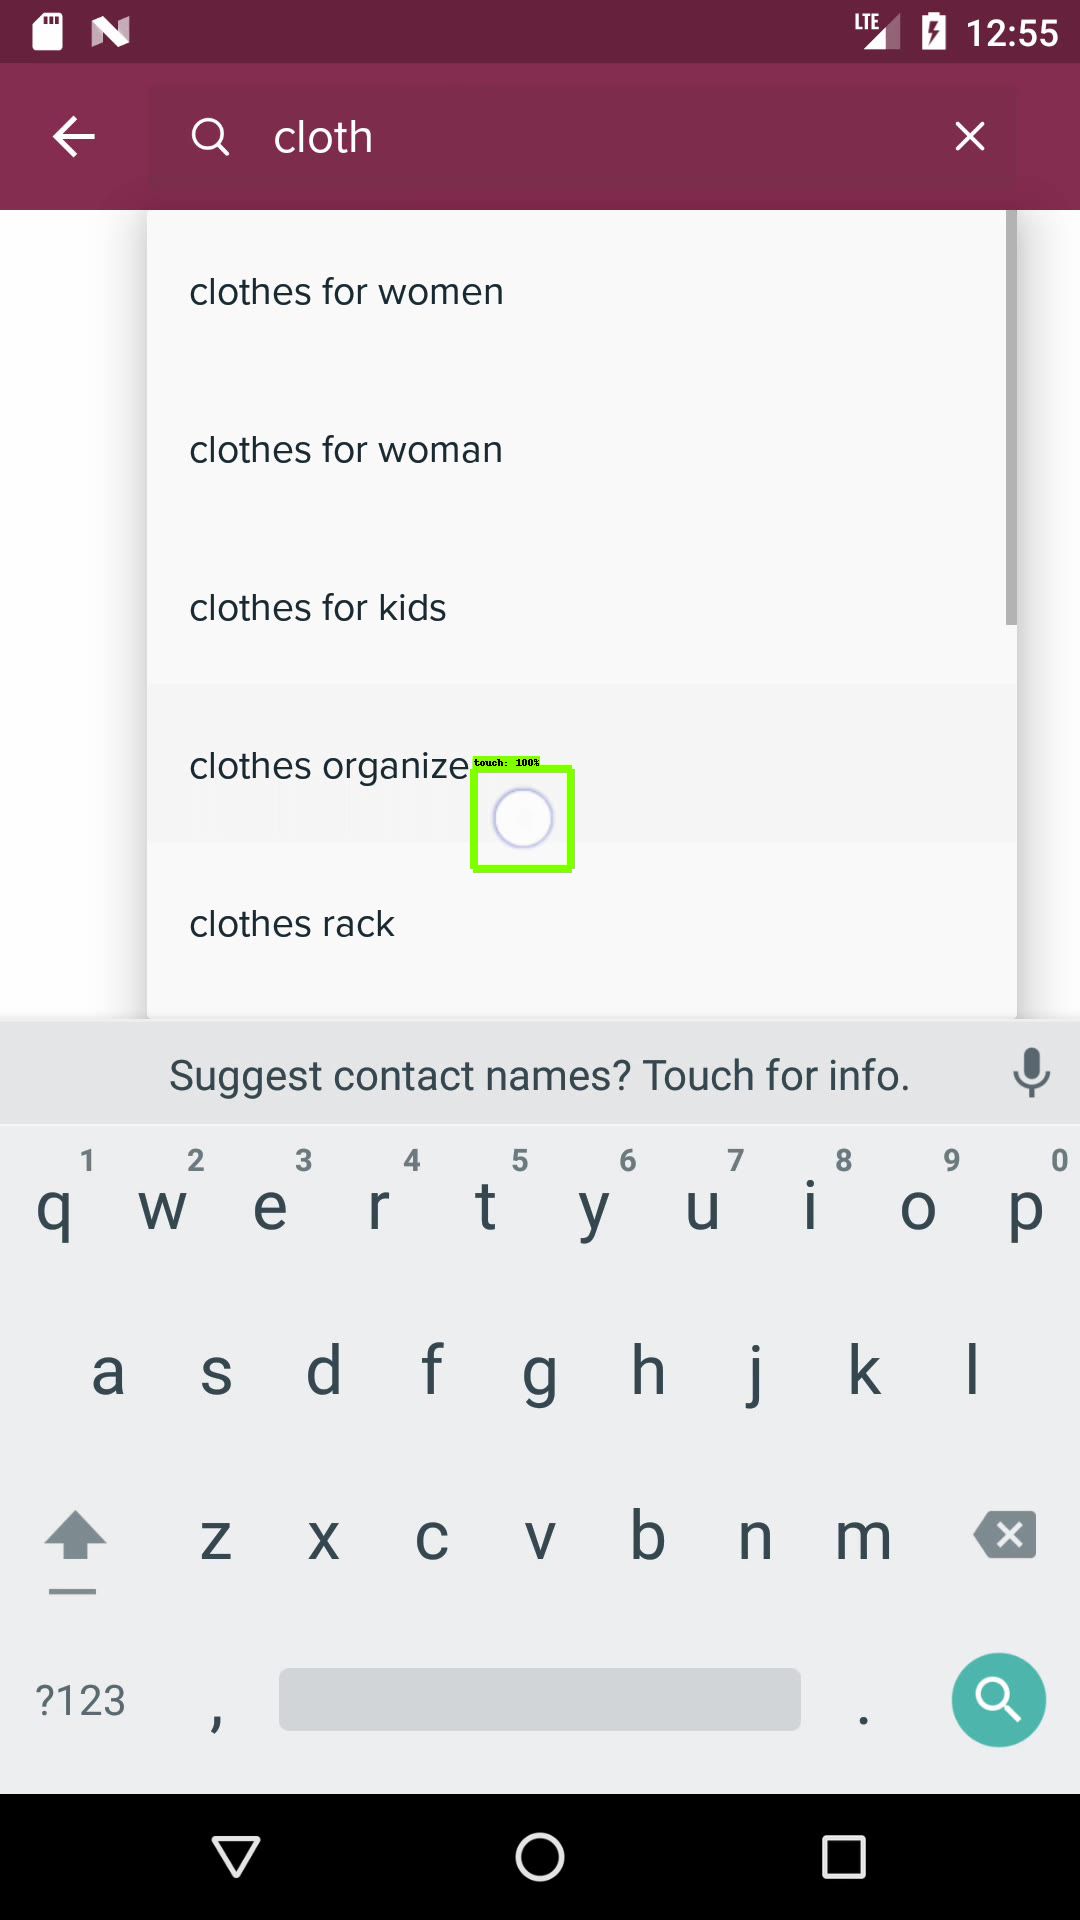 LTE 12:55
cloth
clothes for women
clothes for woman
clothes for kids
clothes organize
touch: 100%
clothes rack
Suggest contact names? Touch for info.
1 2 3 4 5 6 7 8 9 0
q w e r t y u i o p
a s d f g h j k l
z x c v b n m
?123 , .